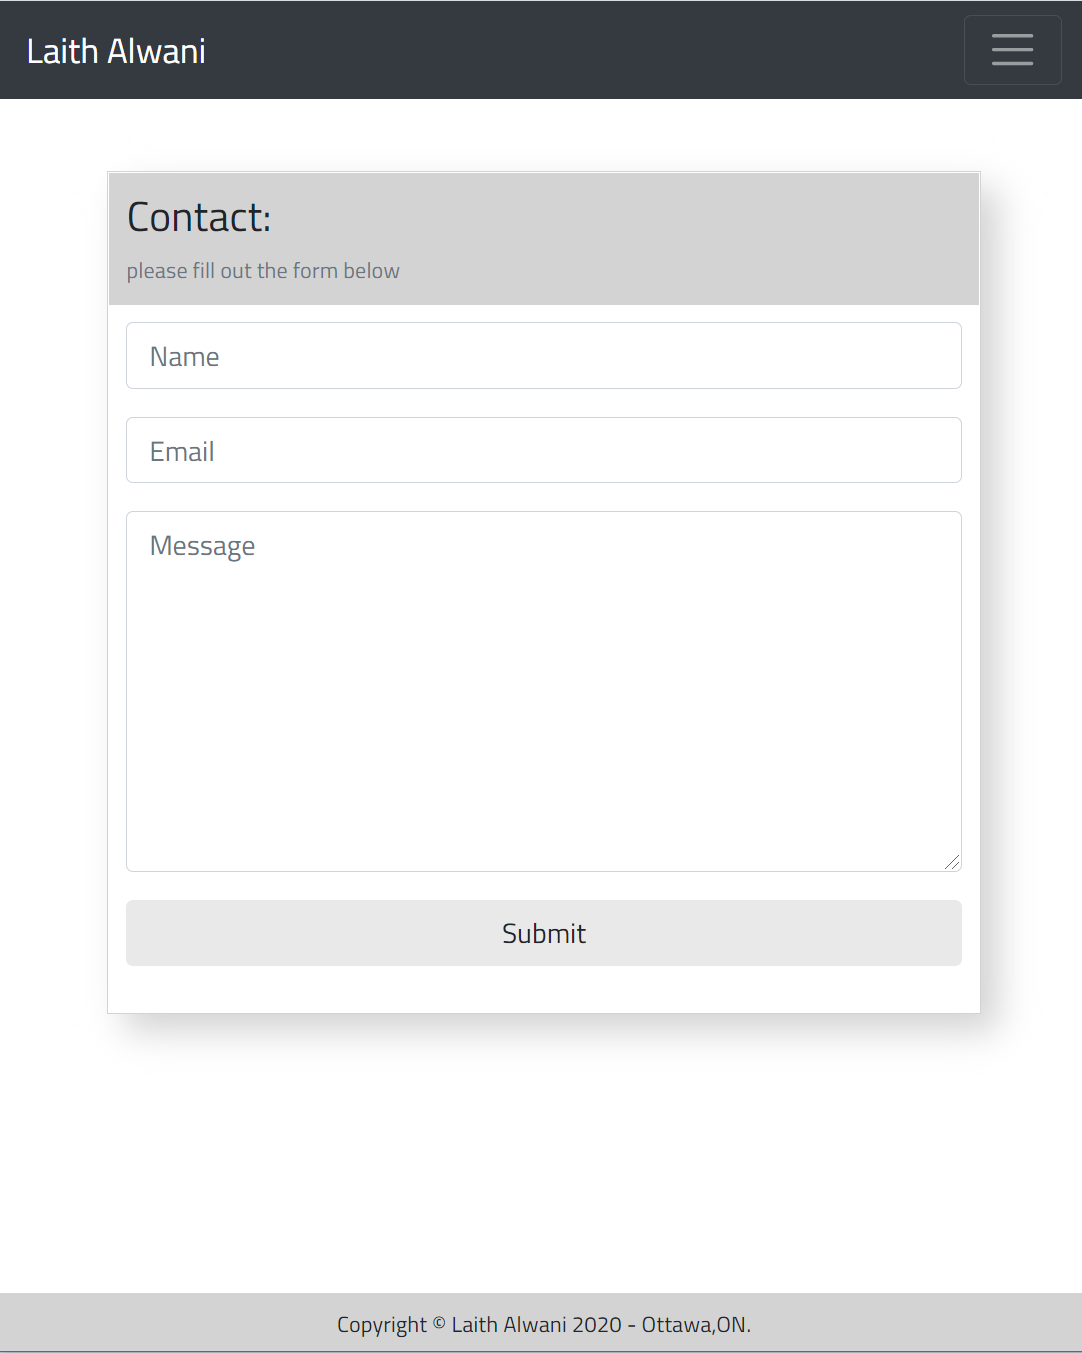 Laith Alwani
Contact:
please fill out the form below
Name
Email
Message
Submit
Copyright © Laith Alwani 2020 - Ottawa,ON.